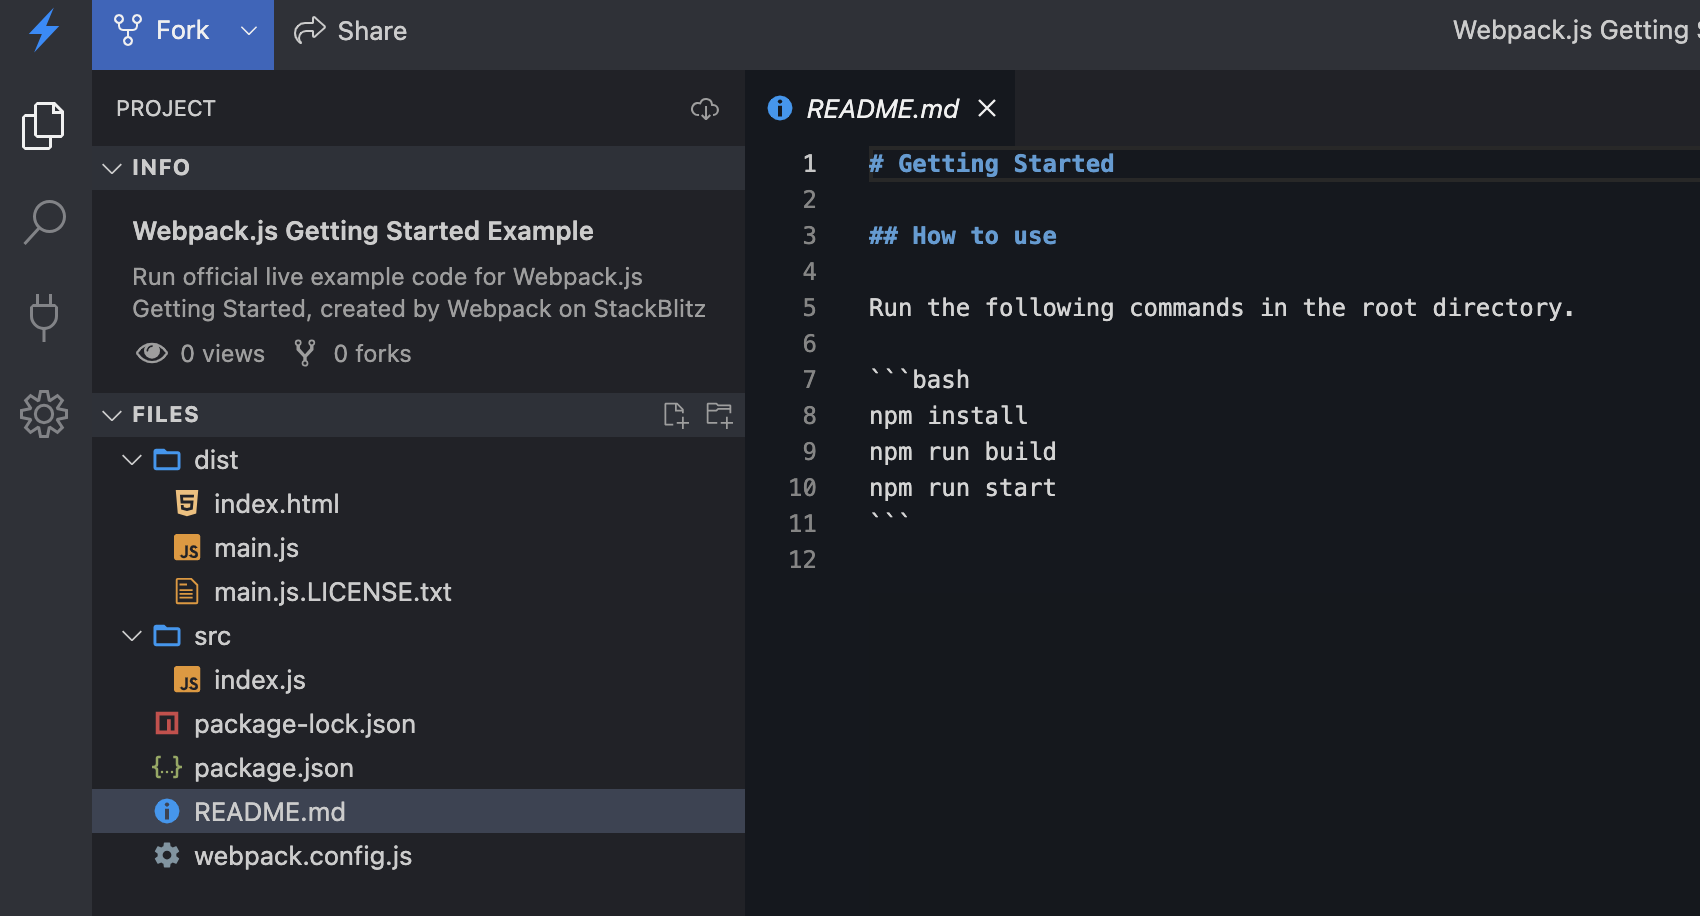 Fork
Share
Webpack.js Getting
PROJECT
README.md
INFO
Webpack.js Getting Started Example
Run official live example code for Webpack.js
Getting Started, created by Webpack on StackBlitz
0 views
0 forks
FILES
dist
index.html
JS main.js
main.js.LICENSE.txt
src
JS index.js
package-lock.json
{...} package.json
README.md
webpack.config.js
1 # Getting Started
2
3 ## How to use
4
5 Run the following commands in the root directory.
6
7 ```bash
8 npm install
9 npm run build
10 npm run start
11 ```
12